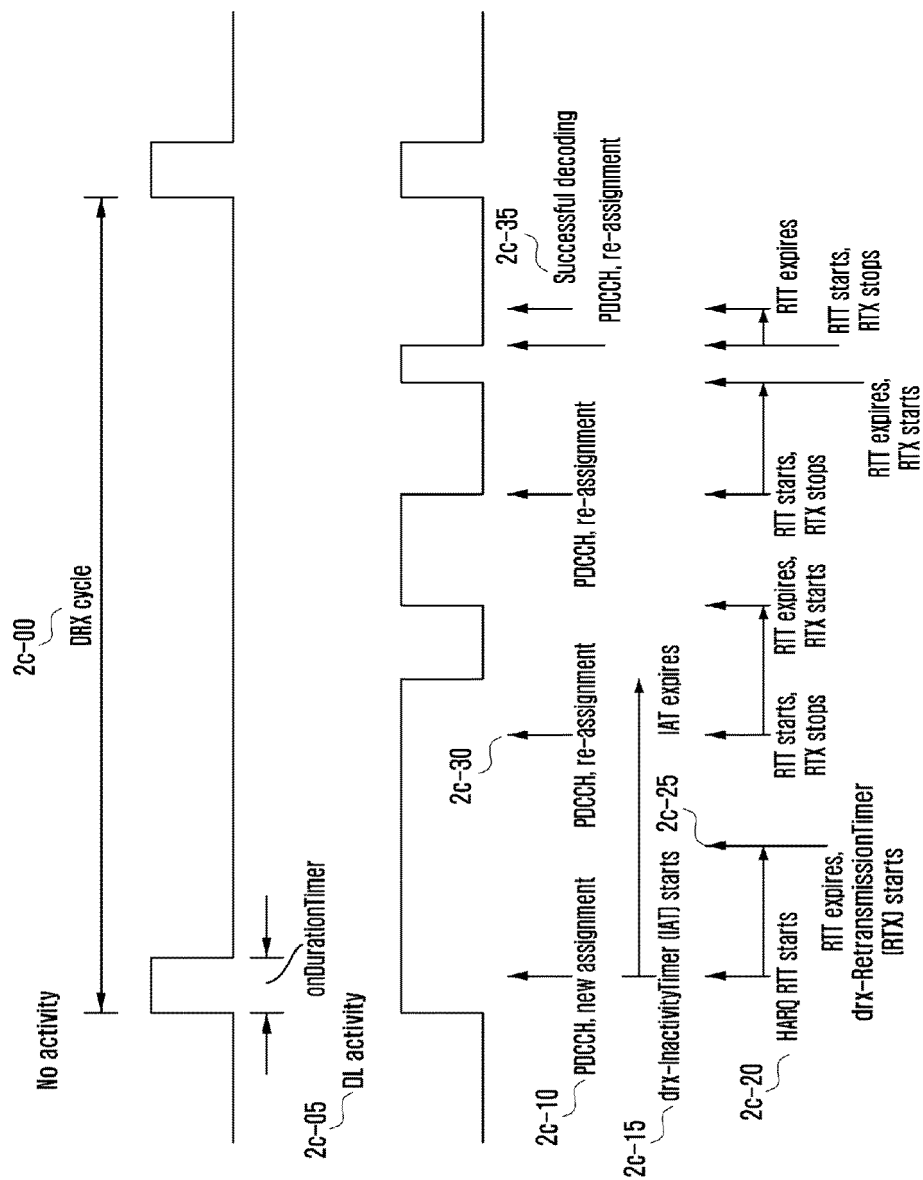 2c-00
DRX cycle
No activity
onDurationTimer
2c-05
DL activity
2c-10
PDCCH, new assignment
2c-30
PDCCH, re-assignment
PDCCH, re-assignment
2c-35
Successful decoding
PDCCH, re-assignment
2c-15
drx-InactivityTimer (IAT) starts
IAT expires
2c-20
HARQ RTT starts
2c-25
RTT expires,
drx-RetransmissionTimer
(RTX) starts
RTT starts,
RTX stops
RTT expires,
RTX starts
RTT starts,
RTX stops
RTT expires,
RTX starts
RTT starts,
RTX stops
RTT expires